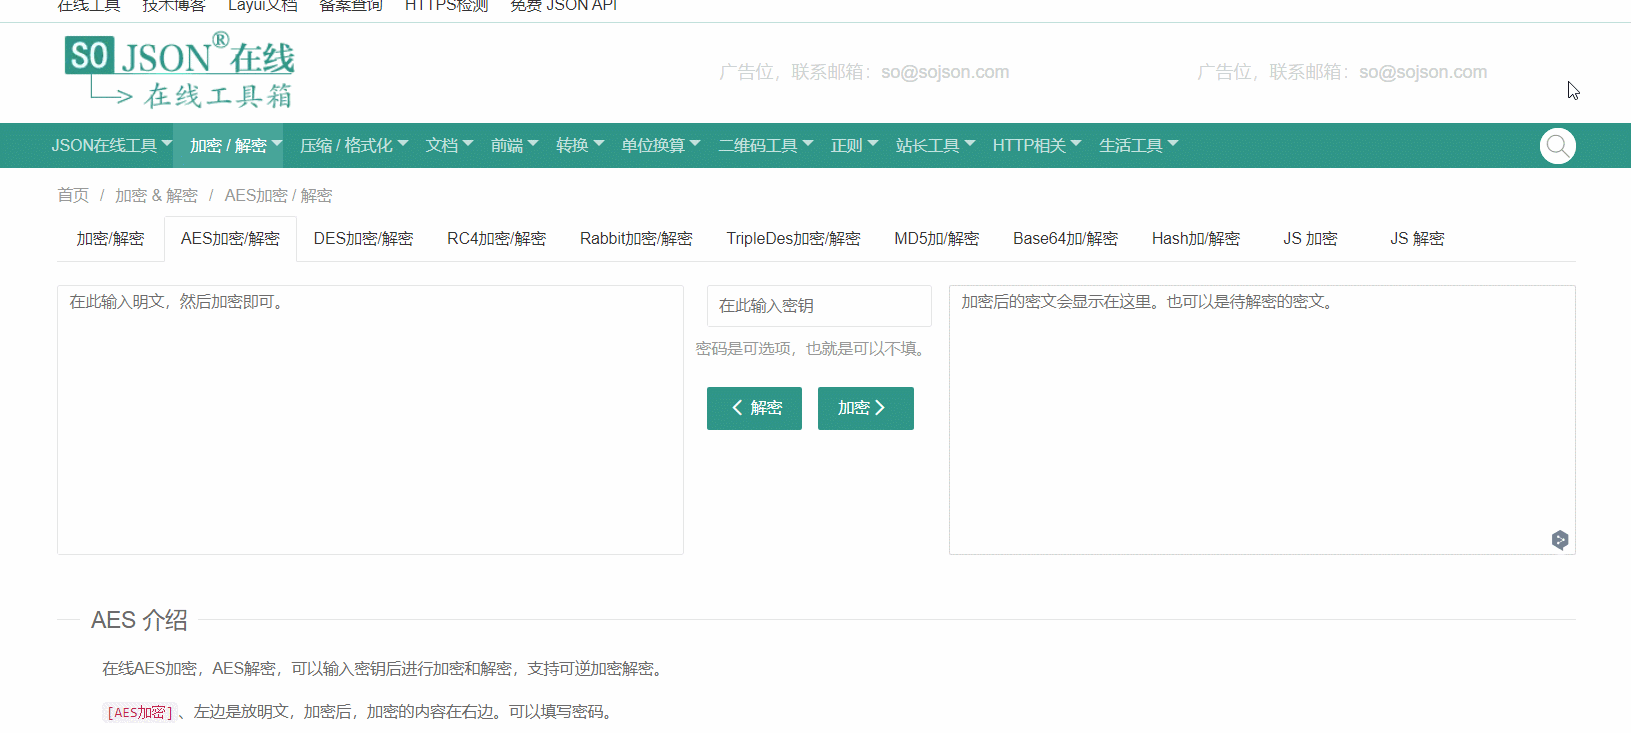 在线工具 技术博客 Layui文档 备案查询 HTTPS检测 免费 JSON API
SO JSON®在线
在线工具箱
广告位，联系邮箱：so@sojson.com 广告位，联系邮箱：so@sojson.com
JSON在线工具 加密 / 解密 压缩 / 格式化 文档 前端 转换 单位换算 二维码工具 正则 站长工具 HTTP相关 生活工具
首页 / 加密 & 解密 / AES加密 / 解密
加密/解密 AES加密/解密 DES加密/解密 RC4加密/解密 Rabbit加密/解密 TripleDes加密/解密 MD5加/解密 Base64加/解密 Hash加/解密 JS 加密 JS 解密
在此输入明文，然后加密即可。
在此输入密钥
密码是可选项，也就是可以不填。
解密 加密
加密后的密文会显示在这里。也可以是待解密的密文。
AES 介绍
在线AES加密，AES解密，可以输入密钥后进行加密和解密，支持可逆加密解密。
[AES加密]、左边是放明文，加密后，加密的内容在右边。可以填写密码。